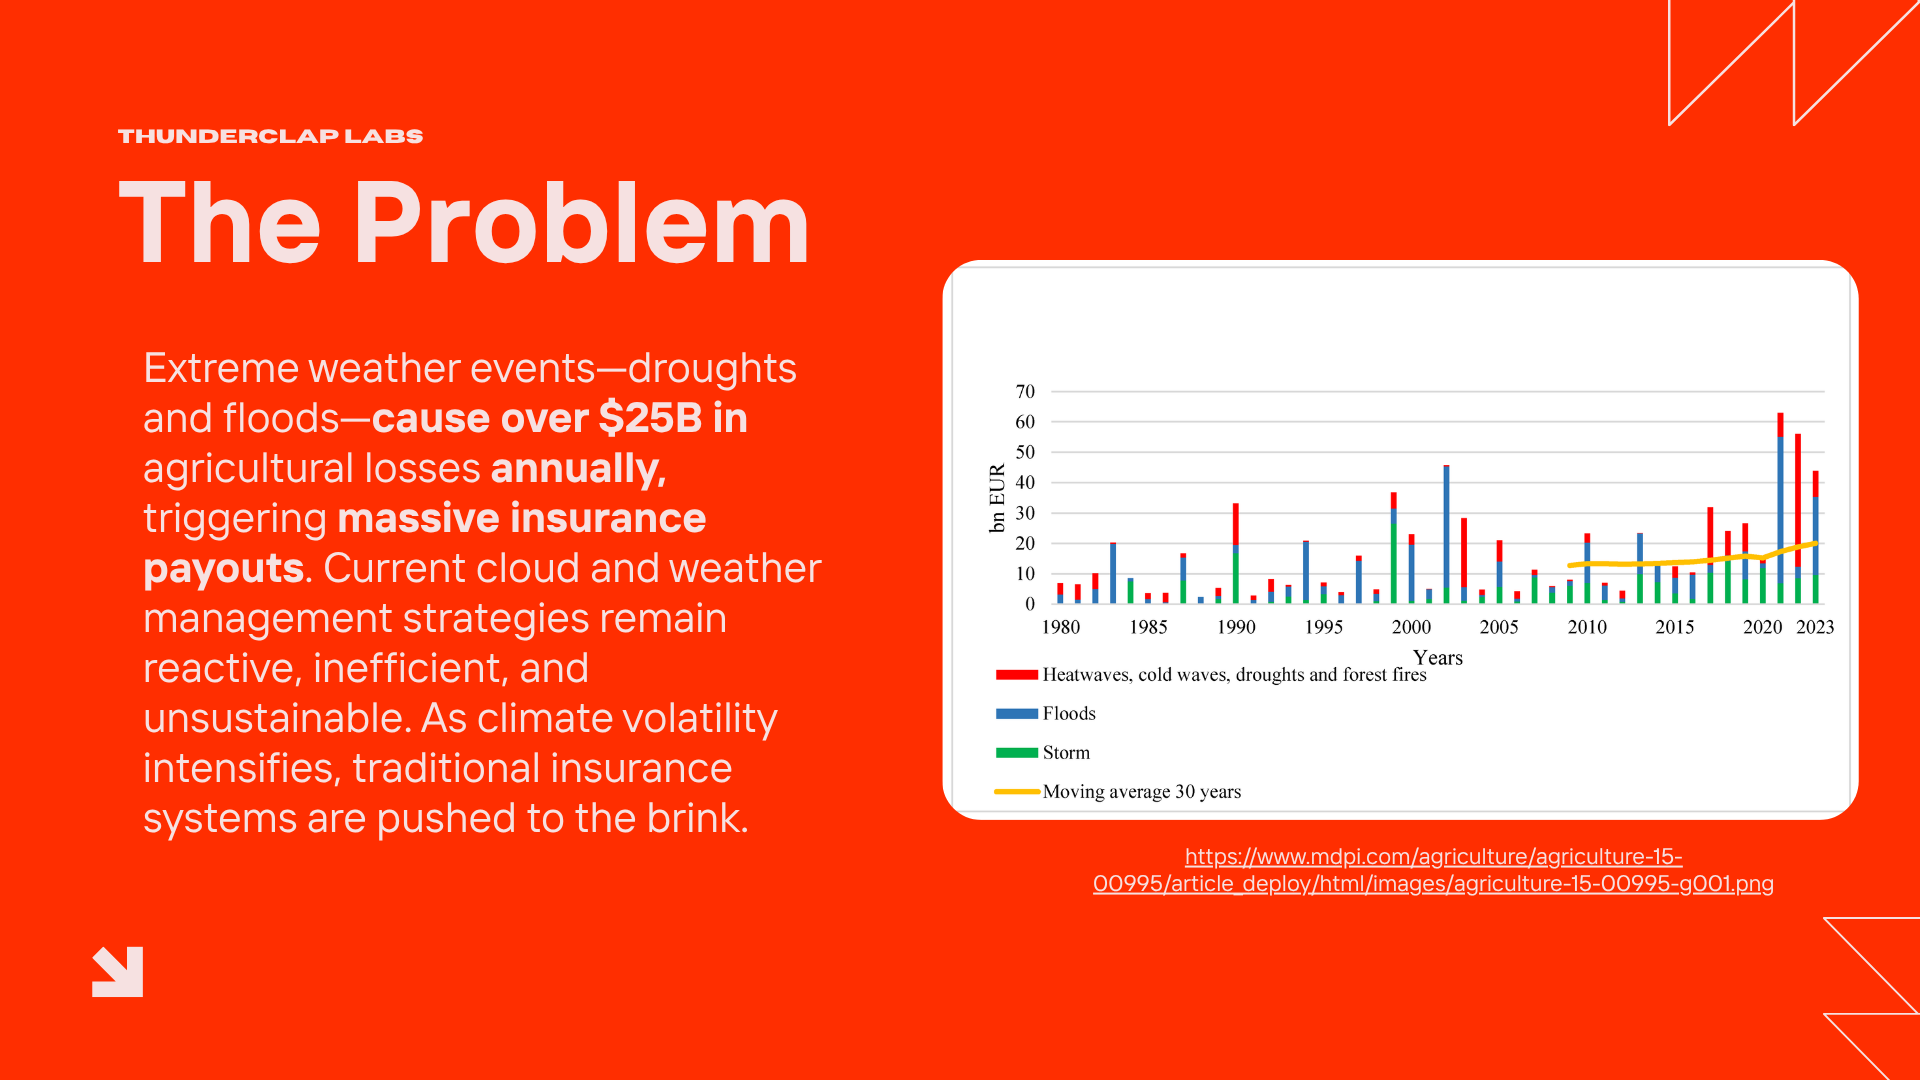 THUNDERCLAP LABS
The Problem
Extreme weather events—droughts
and floods—cause over $25B in
agricultural losses annually,
triggering massive insurance
payouts. Current cloud and weather
management strategies remain
reactive, inefficient, and
unsustainable. As climate volatility
intensifies, traditional insurance
systems are pushed to the brink.
70
60
50
40
30
20
10
0
bn EUR
1980 1985 1990 1995 2000 2005 2010 2015 2020 2023
Years
Heatwaves, cold waves, droughts and forest fires
Floods
Storm
Moving average 30 years
https://www.mdpi.com/agriculture/agriculture-15-
00995/article_deploy/html/images/agriculture-15-00995-g001.png